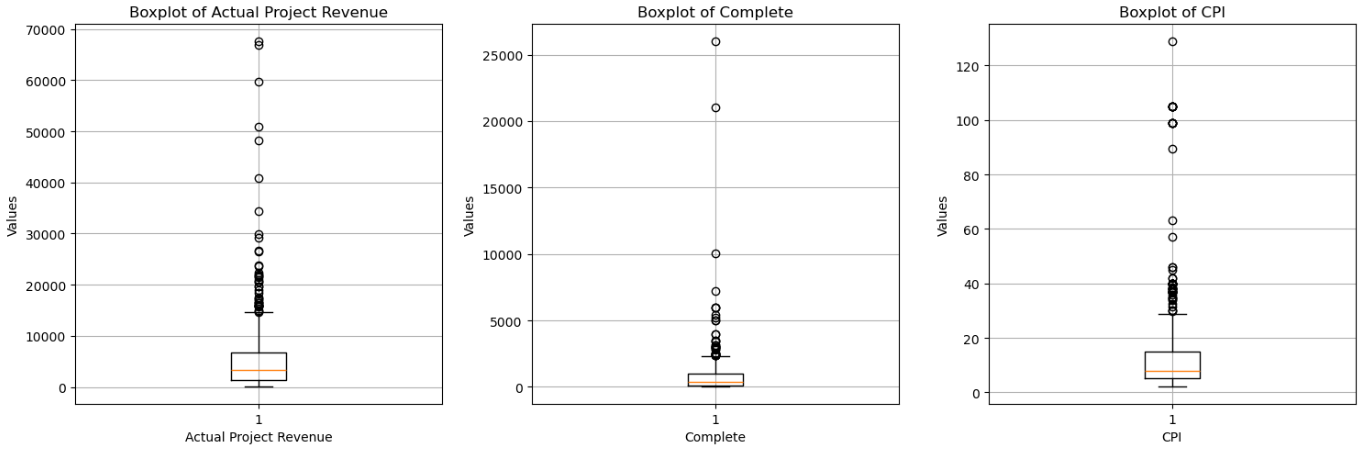 Boxplot of Actual Project Revenue
70000
60000
50000
40000
30000
20000
10000
0
Values
1
Actual Project Revenue
Boxplot of Complete
25000
20000
15000
10000
5000
0
Values
1
Complete
Boxplot of CPI
120
100
80
60
40
20
0
Values
1
CPI